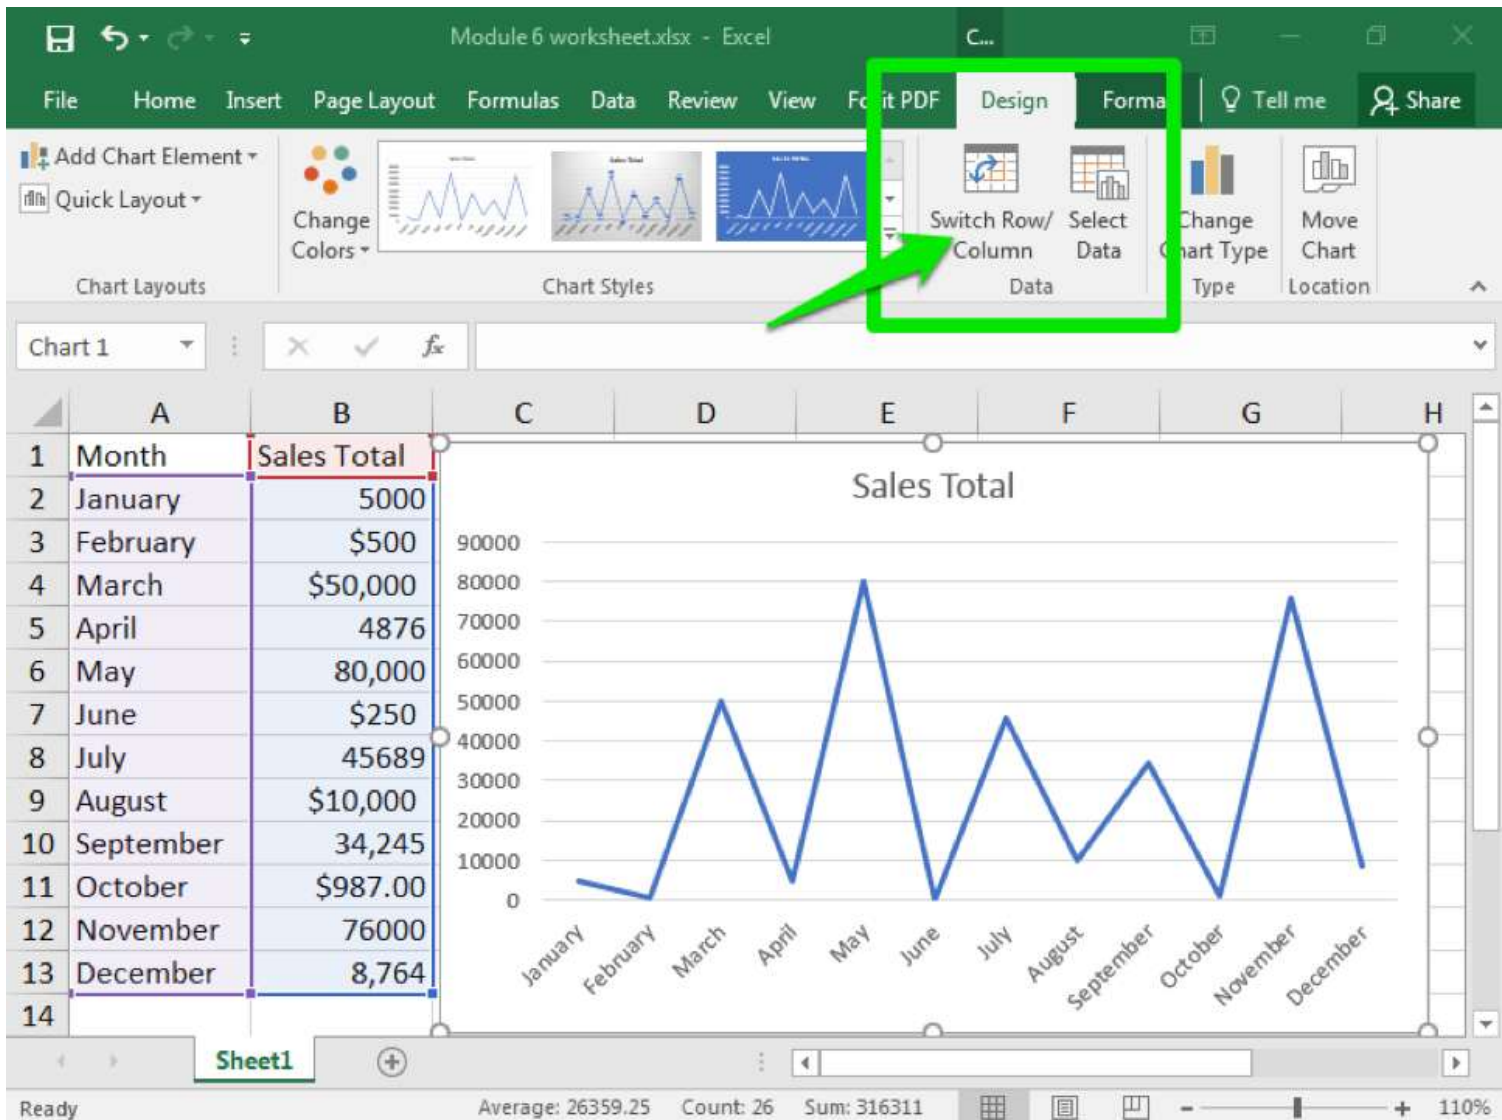 Module 6 worksheet.xlsx - Excel C...
File Home Insert Page Layout Formulas Data Review View Fo it PDF Design Forma Tell me Share
Add Chart Element
Quick Layout
Change
Colors
Switch Row/
Column
Select
Data
Change
Chart Type
Move
Chart
Chart Layouts Chart Styles Data Type Location
Chart 1 fx
A B C D E F G H
1 Month Sales Total
2 January 5000
3 February $500
4 March $50,000
5 April 4876
6 May 80,000
7 June $250
8 July 45689
9 August $10,000
10 September 34,245
11 October $987.00
12 November 76000
13 December 8,764
14
Sales Total
90000
80000
70000
60000
50000
40000
30000
20000
10000
0
January February March April May June July August September October November December
Sheet1
Ready Average: 26359.25 Count: 26 Sum: 316311 - + 110%